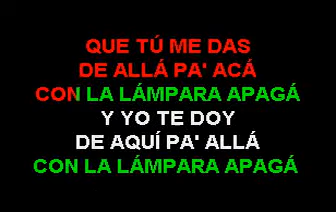 QUE TÚ ME DAS
DE ALLÁ PA' ACÁ
CON LA LÁMPARA APAGÁ
Y YO TE DOY
DE AQUÍ PA' ALLÁ
CON LA LÁMPARA APAGÁ